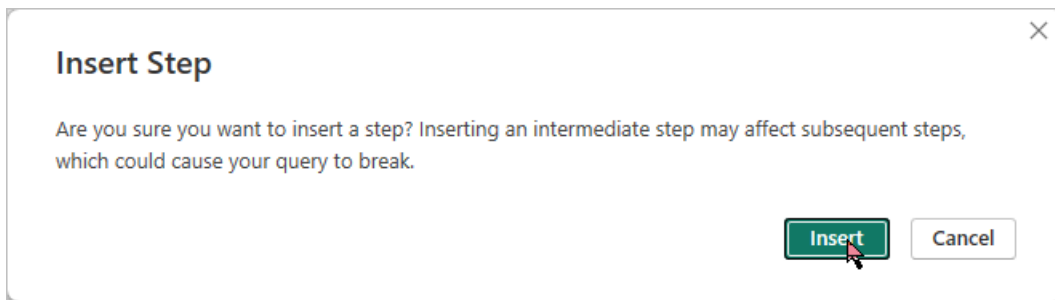 Insert Step
Are you sure you want to insert a step? Inserting an intermediate step may affect subsequent steps,
which could cause your query to break.
Insert
Cancel